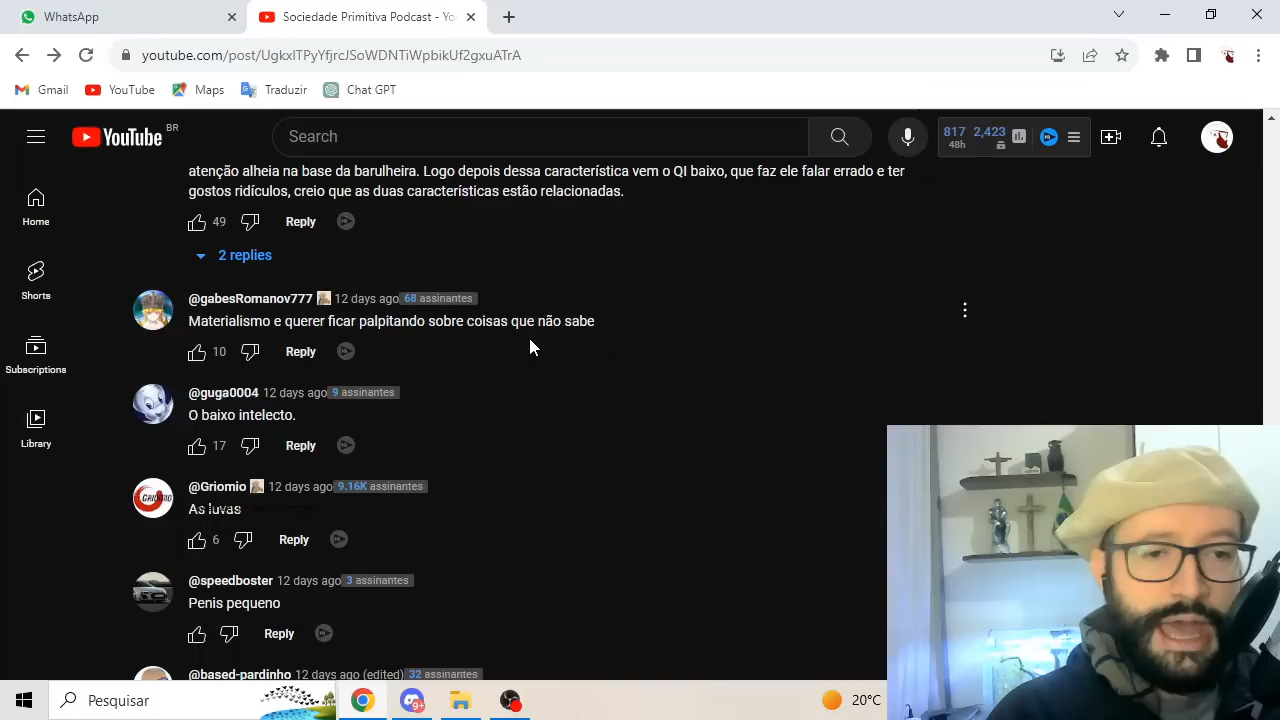 WhatsApp
Sociedade Primitiva Podcast - Yo
youtube.com/post/UgkxlTPyYfjrcJSoWDNTiWpbikUf2gxuATrA
Gmail
YouTube
Maps
Traduzir
Chat GPT
YouTube BR
Search
817 2,423
48h
Home
Shorts
Subscriptions
Library
atenção alheia na base da barulheira. Logo depois dessa característica vem o QI baixo, que faz ele falar errado e ter
gostos ridículos, creio que as duas características estão relacionadas.
49 Reply
2 replies
@gabesRomanov777 12 days ago 68 assinantes
Materialismo e querer ficar palpitando sobre coisas que não sabe
10 Reply
@guga0004 12 days ago 9 assinantes
O baixo intelecto.
17 Reply
@Griomio 12 days ago 9.16K assinantes
As luvas
6 Reply
@speedboster 12 days ago 3 assinantes
Penis pequeno
Reply
@based-pardinho 12 days ago (edited) 32 assinantes
Pesquisar
9+
20°C